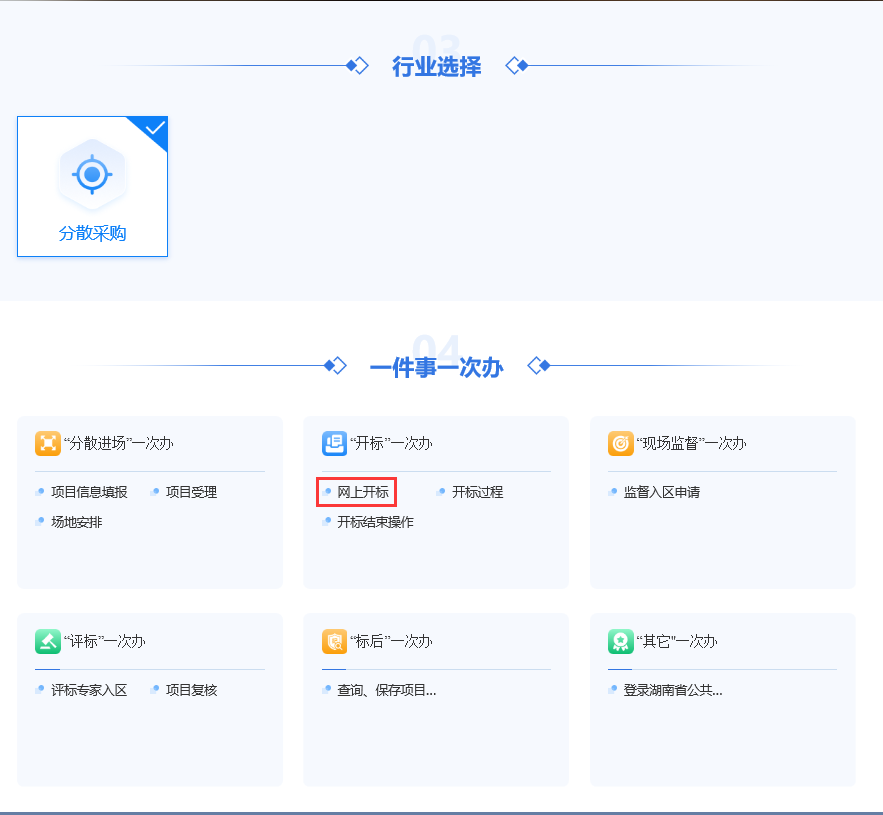 03
行业选择
分散采购
04
一件事一次办
“分散进场”一次办
项目信息填报 项目受理
场地安排
“开标”一次办
网上开标 开标过程
开标结束操作
“现场监督”一次办
监督入区申请
“评标”一次办
评标专家入区 项目复核
“标后”一次办
查询、保存项目...
“其它”一次办
登录湖南省公共...